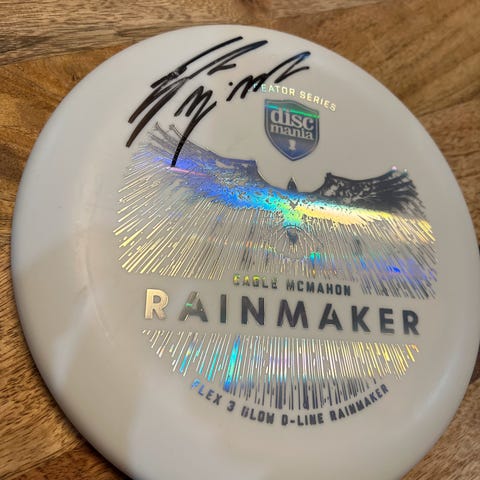 EATOR SERIES
disc
mania
EAGLE MCMAHON
RAINMAKER
FLEX 3 GLOW D-LINE RAINMAKER